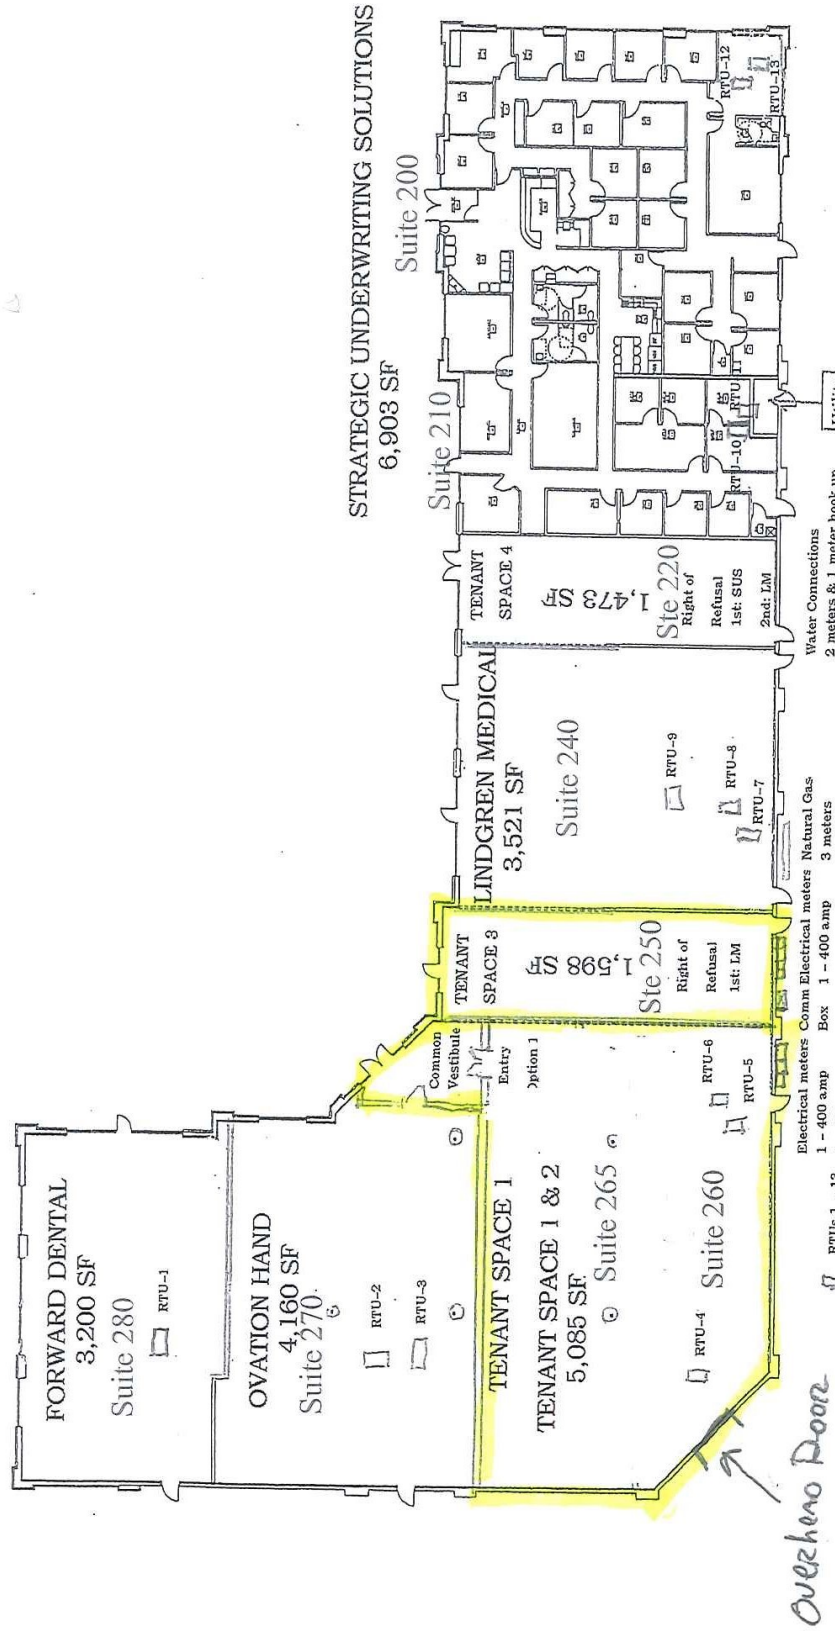 STRATEGIC UNDERWRITING SOLUTIONS
6,903 SF
Suite 200
Suite 210
RTU-12
RTU-13
RTU-11
RTU-10
TENANT
SPACE 4
1,473 SF
Ste 220
Right of
Refusal
1st: SUS
2nd: LM
LINDGREN MEDICAL
3,521 SF
Suite 240
RTU-9
RTU-8
RTU-7
TENANT
SPACE 3
1,598 SF
Ste 250
Right of
Refusal
1st: LM
Common
Vestibule
Entry
ption 1
RTU-6
RTU-5
FORWARD DENTAL
3,200 SF
Suite 280
RTU-1
OVATION HAND
4,160 SF
Suite 270
RTU-2
RTU-3
TENANT SPACE 1
TENANT SPACE 1 & 2
5,085 SF
Suite 265
Suite 260
RTU-4
Overhead Door
RTUs 1 - 13
Electrical meters
1 - 400 amp
Comm Electrical meters
Box 1 - 400 amp
Natural Gas
3 meters
Water Connections
2 meters & 1 meter hook up